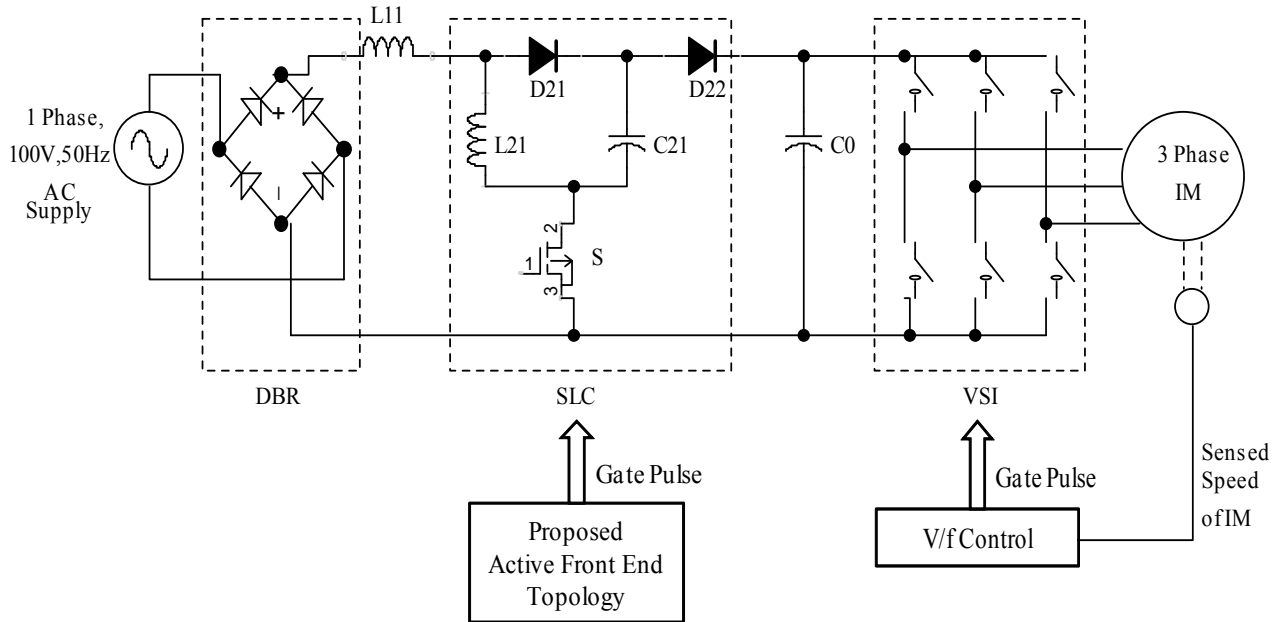 L11
D21
D22
1 Phase,
100V,50Hz
AC
Supply
+
L21
C21
C0
3 Phase
IM
–
2
1
3
S
DBR
SLC
VSI
Gate Pulse
Gate Pulse
Sensed
Speed
of IM
Proposed
Active Front End
Topology
V/f Control